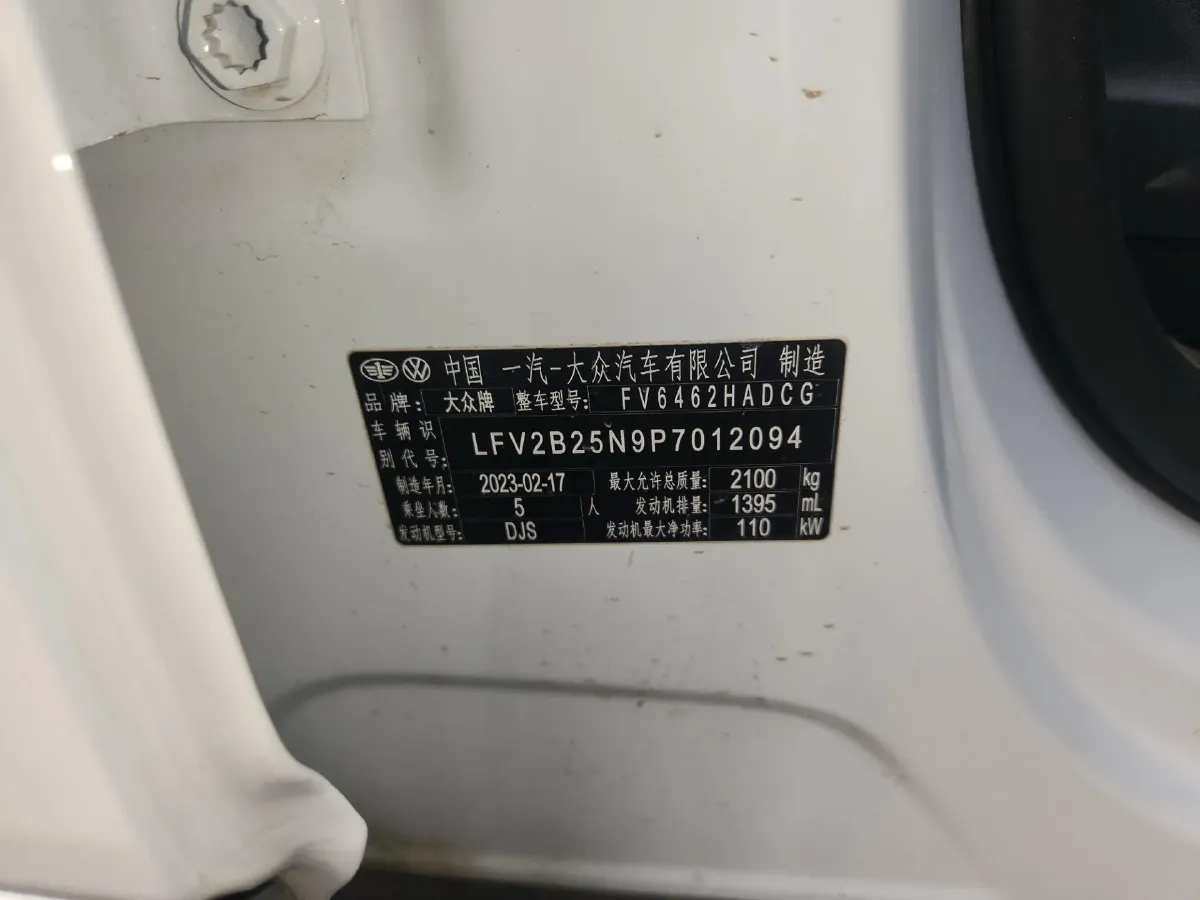 中国 一汽-大众汽车有限公司 制造
品牌: 大众牌 整车型号: FV6462HADCG
车辆识别代号: LFV2B25N9P7012094
制造年月: 2023-02-17 最大允许总质量: 2100 kg
乘坐人数: 5 人 发动机排量: 1395 mL
发动机型号: DJS 发动机最大净功率: 110 kW